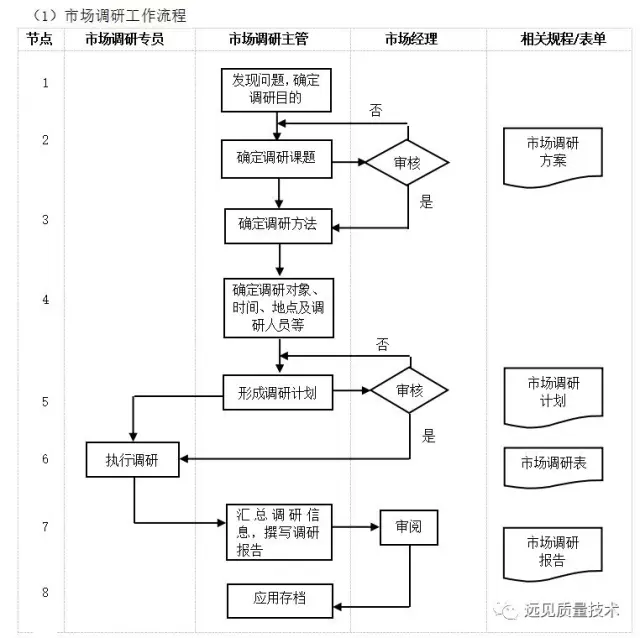 （1）市场调研工作流程
节点 市场调研专员 市场调研主管 市场经理 相关规程/表单
1
发现问题，确定
调研目的
否
2
确定调研课题
审核
市场调研
方案
是
3
确定调研方法
4
确定调研对象、
时间、地点及调
研人员等
否
5
形成调研计划
审核
市场调研
计划
是
6
执行调研
市场调研表
7
汇总调研信
息，撰写调研
报告
审阅
市场调研
报告
8
应用存档
远见质量技术